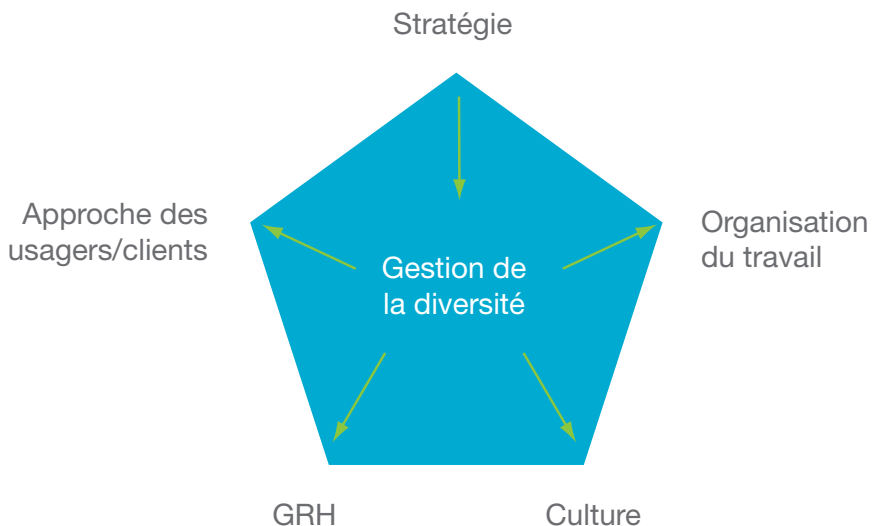 Stratégie
Approche des
usagers/clients
Organisation
du travail
Gestion de
la diversité
GRH
Culture